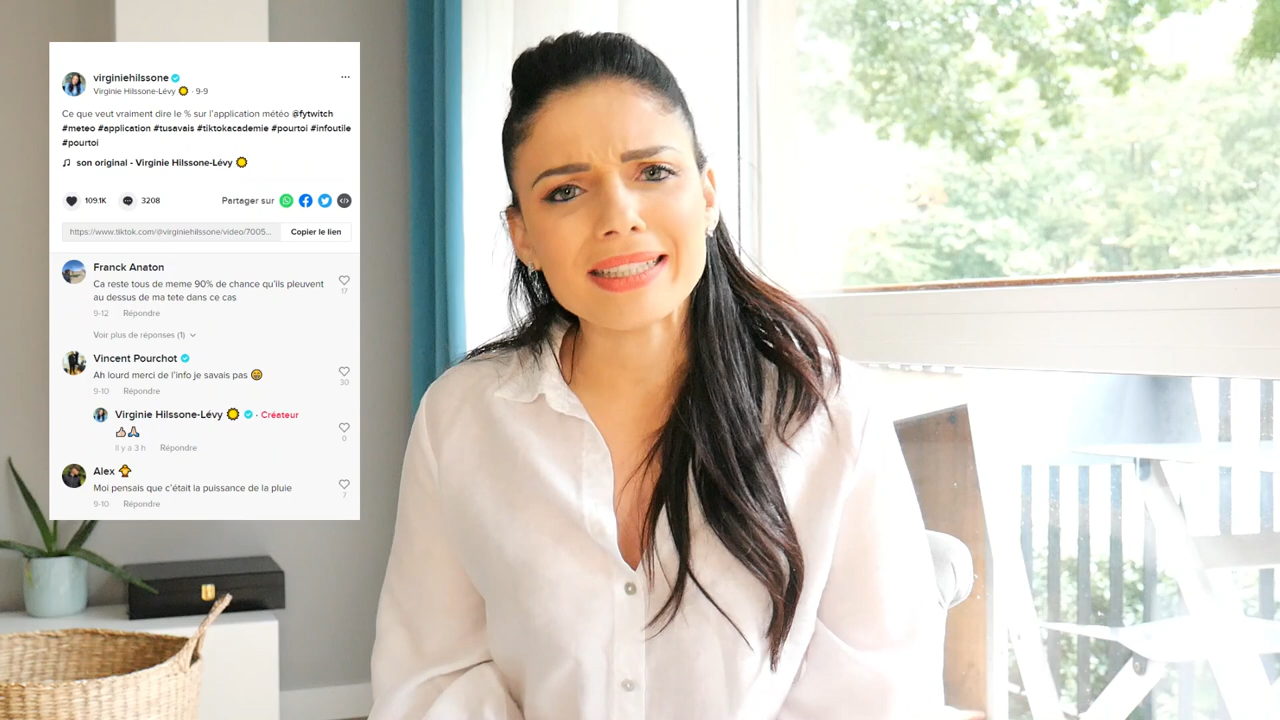 virginiehilssone
Virginie Hilssone-Lévy · 9-9
...
Ce que veut vraiment dire le % sur l'application météo @fytwitch
#meteo #application #tusavais #tiktokacademie #pourtoi #infoutile
#pourtoi
son original - Virginie Hilssone-Lévy
109.1K 3208 Partager sur
https://www.tiktok.com/@virginiehilssone/video/7005... Copier le lien
Franck Anaton
Ca reste tous de meme 90% de chance qu'ils pleuvent
au dessus de ma tete dans ce cas
17
9-12 Répondre
Voir plus de réponses (1)
Vincent Pourchot
Ah lourd merci de l'info je savais pas 😄
30
9-10 Répondre
Virginie Hilssone-Lévy · Créateur
👍🏻🙏🏻
0
il y a 3 h Répondre
Alex
Moi pensais que c'était la puissance de la pluie
7
9-10 Répondre